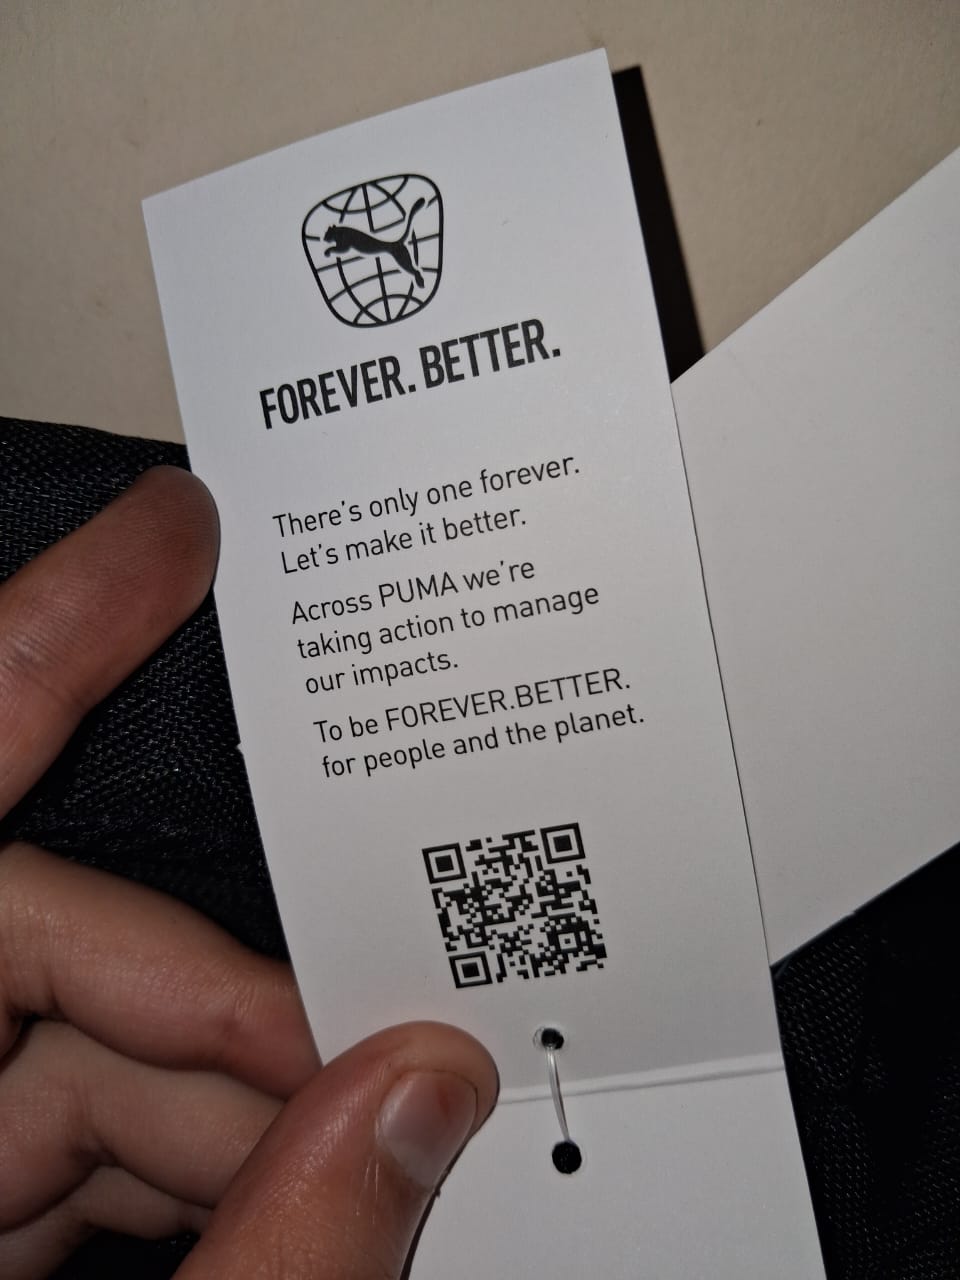 FOREVER. BETTER.
There's only one forever.
Let's make it better.
Across PUMA we're
taking action to manage
our impacts.
To be FOREVER.BETTER.
for people and the planet.